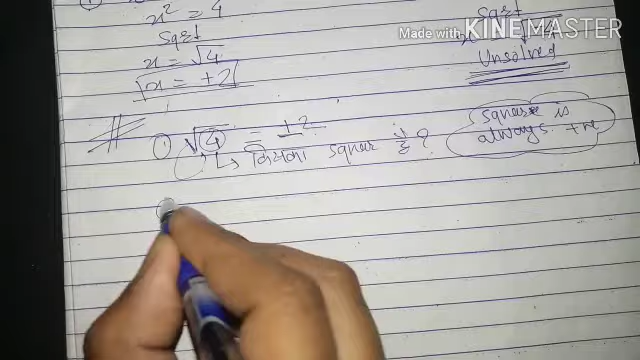 x² = 4
Sqrt
x = √4
x = ±2
Sqrt
Unsolved
① √4 = ±2
↳ किसका square है ?
square is
always +ve
Made with KINEMASTER